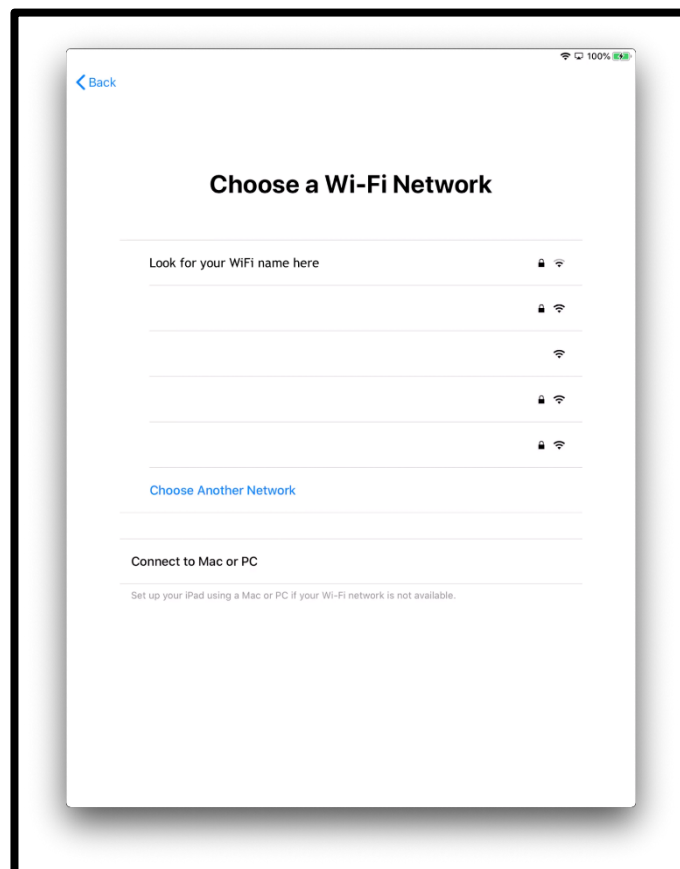 100%
Back
Choose a Wi-Fi Network
Look for your WiFi name here
Choose Another Network
Connect to Mac or PC
Set up your iPad using a Mac or PC if your Wi-Fi network is not available.